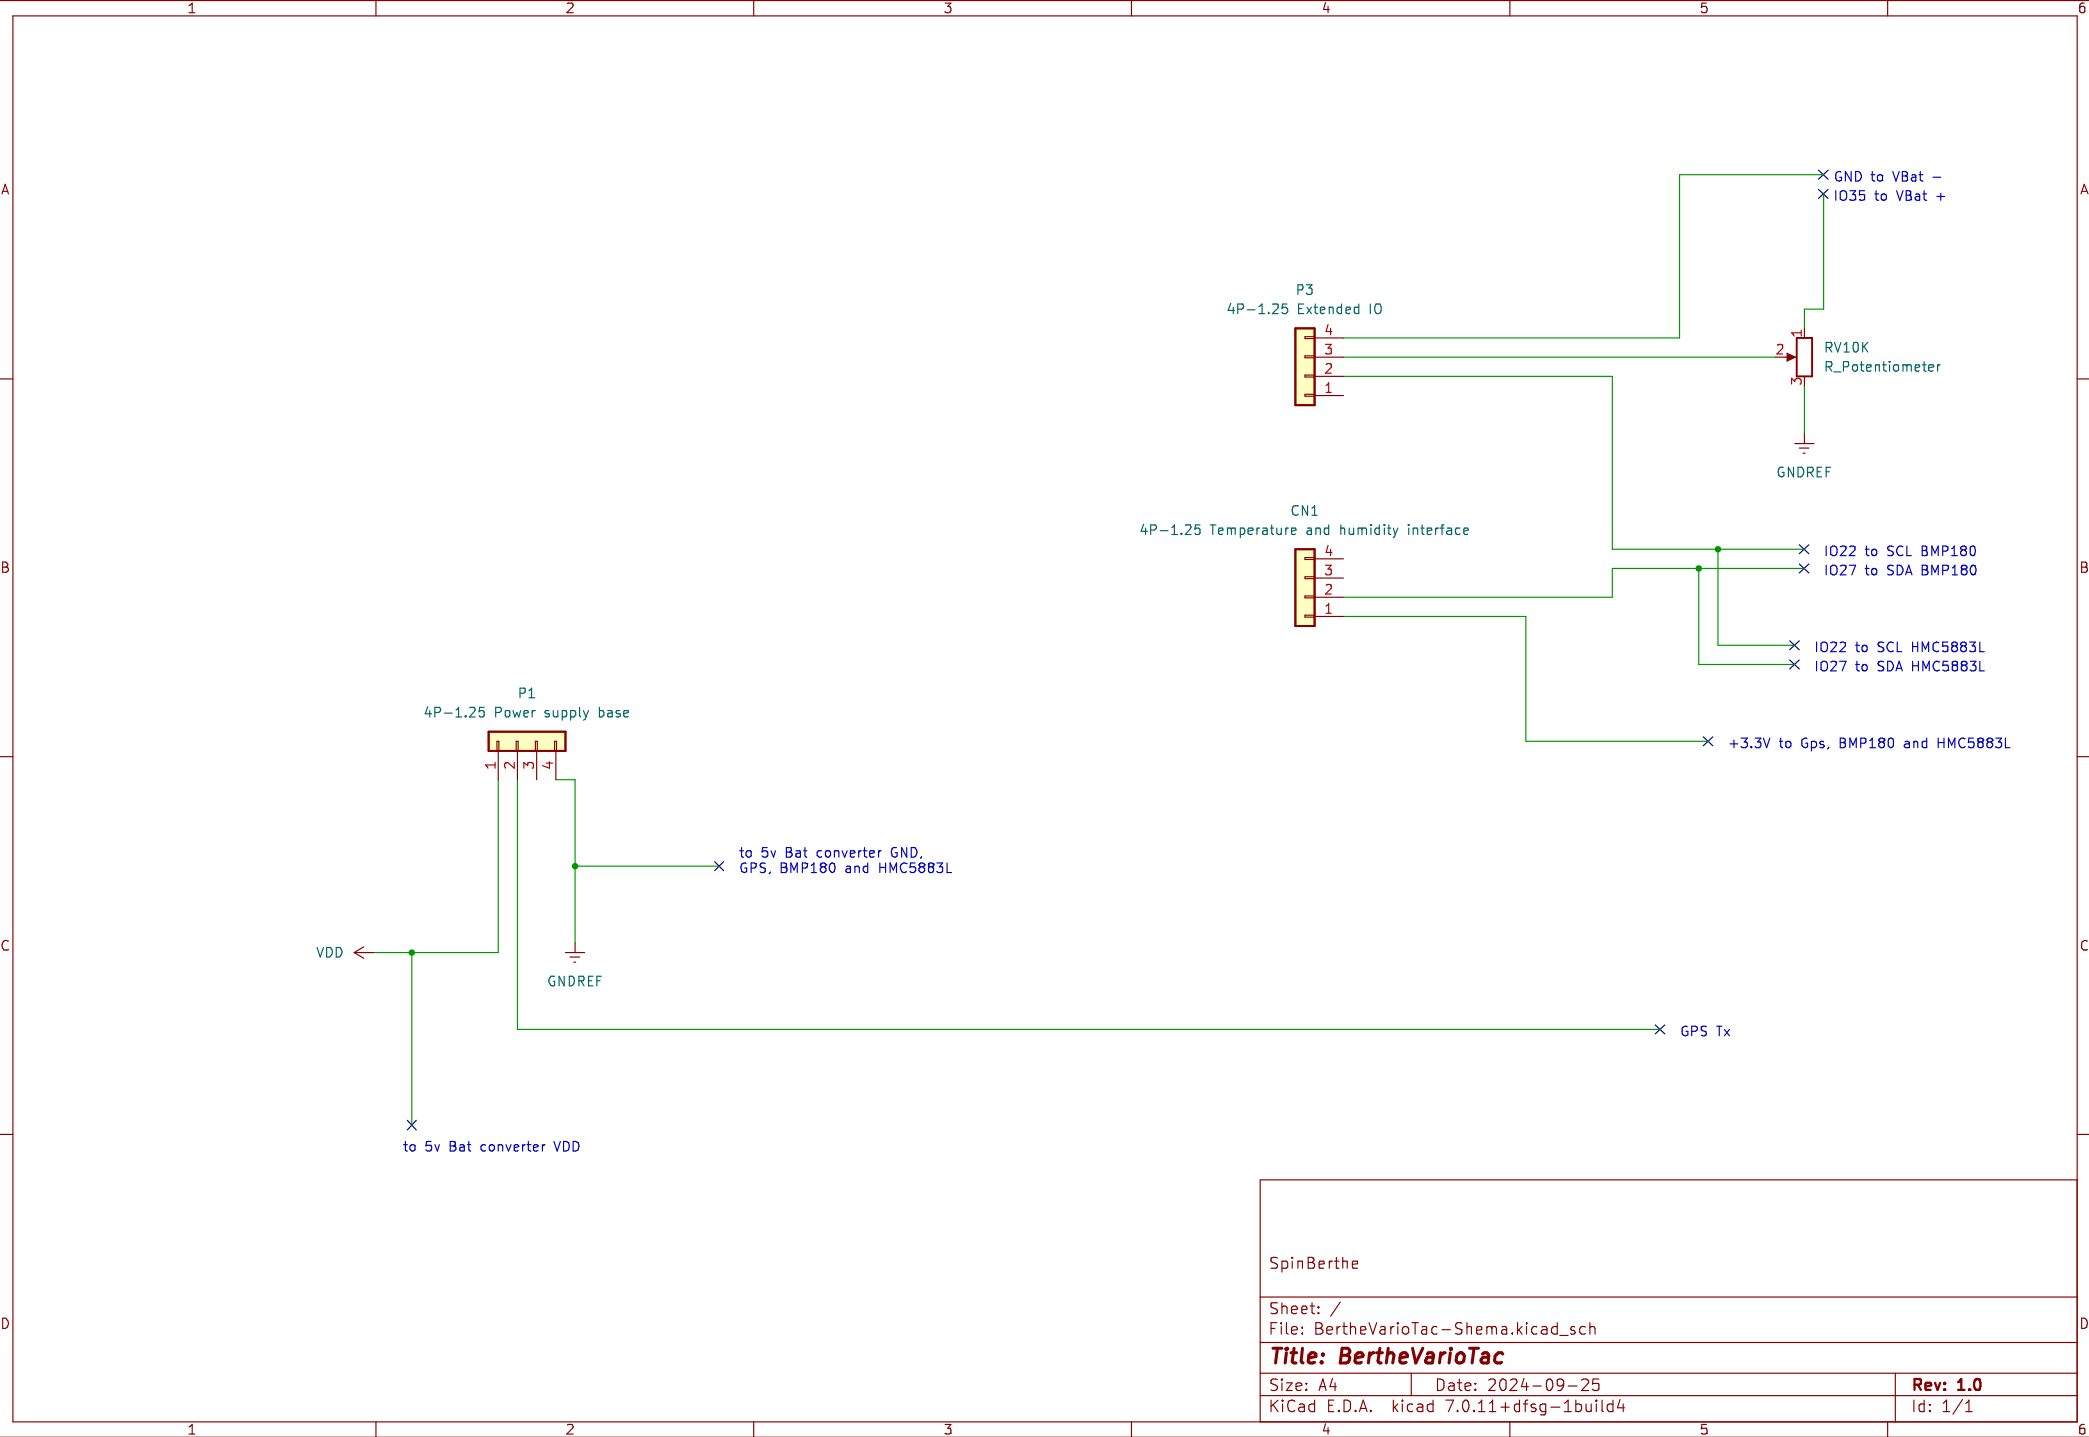 1 2 3 4 5 6
A A
GND to VBat -
IO35 to VBat +
P3
4P-1.25 Extended IO
4
3
2
1
1
2
3
RV10K
R_Potentiometer
GNDREF
CN1
4P-1.25 Temperature and humidity interface
4
3
2
1
IO22 to SCL BMP180
IO27 to SDA BMP180
B B
IO22 to SCL HMC5883L
IO27 to SDA HMC5883L
P1
4P-1.25 Power supply base
1 2 3 4
+3.3V to Gps, BMP180 and HMC5883L
to 5v Bat converter GND,
GPS, BMP180 and HMC5883L
C C
VDD
GNDREF
GPS Tx
to 5v Bat converter VDD
SpinBerthe
Sheet: /
File: BertheVarioTac-Shema.kicad_sch
D D
Title: BertheVarioTac
Size: A4 Date: 2024-09-25 Rev: 1.0
KiCad E.D.A. kicad 7.0.11+dfsg-1build4 Id: 1/1
1 2 3 4 5 6